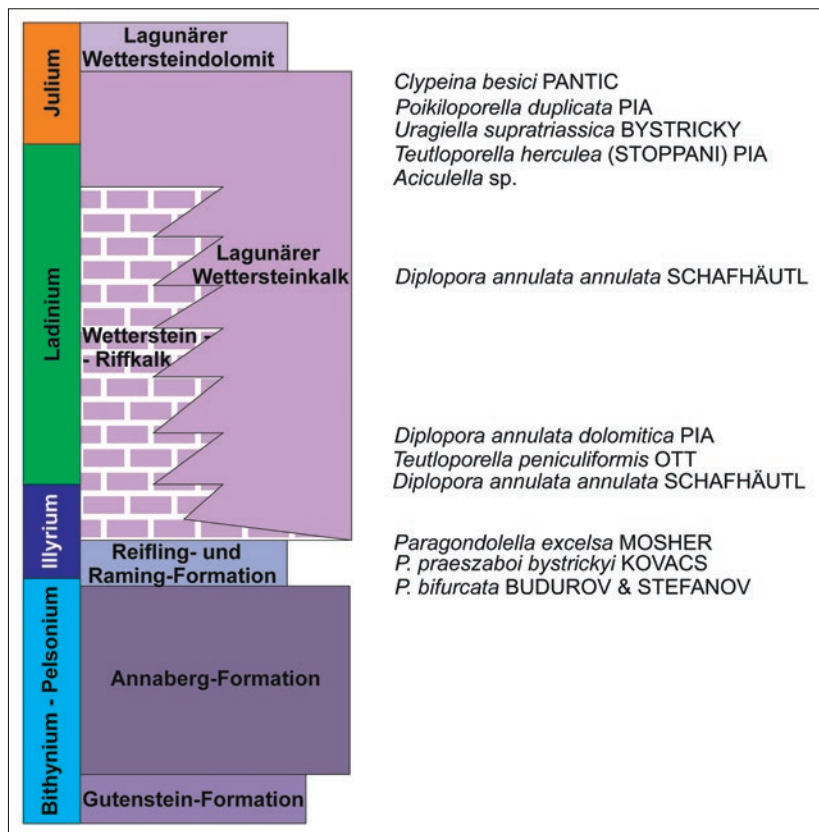 Julium
Ladinium
Illyrium
Bithynium - Pelsonium
Lagunärer
Wettersteindolomit
Lagunärer
Wettersteinkalk
Wetterstein -
- Riffkalk
Reifling- und
Raming-Formation
Annaberg-Formation
Gutenstein-Formation
Clypeina besici PANTIC
Poikiloporella duplicata PIA
Uragiella supratriassica BYSTRICKY
Teutloporella herculea (STOPPANI) PIA
Aciculella sp.
Diplopora annulata annulata SCHAFHÄUTL
Diplopora annulata dolomitica PIA
Teutloporella peniculiformis OTT
Diplopora annulata annulata SCHAFHÄUTL
Paragondolella excelsa MOSHER
P. praeszaboi bystrickyi KOVACS
P. bifurcata BUDUROV & STEFANOV